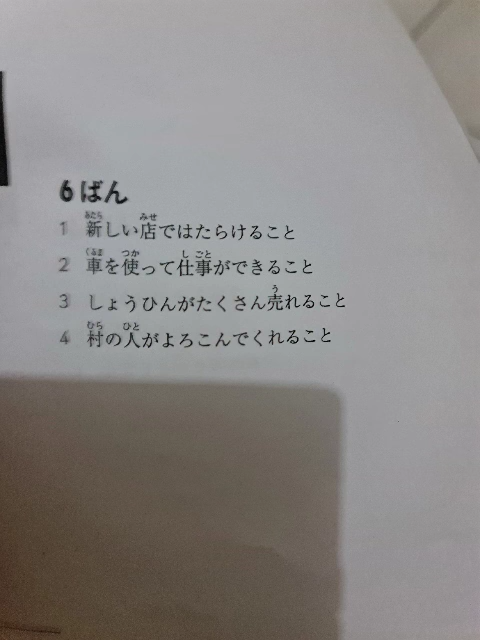 6ばん
1 新しい店ではたらけること
2 車を使って仕事ができること
3 しょうひんがたくさん売れること
4 村の人がよろこんでくれること